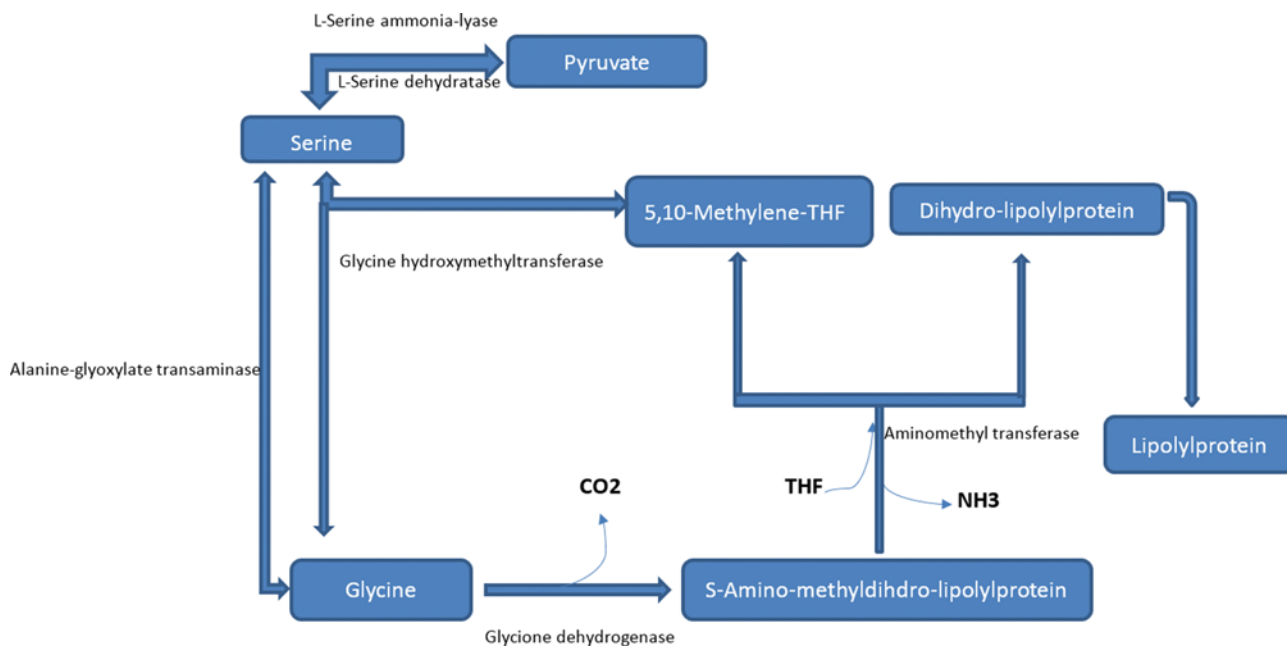 L-Serine ammonia-lyase
Pyruvate
L-Serine dehydratase
Serine
5,10-Methylene-THF
Dihydro-lipolylprotein
Glycine hydroxymethyltransferase
Alanine-glyoxylate transaminase
Aminomethyl transferase
Lipolylprotein
CO2
THF
NH3
Glycine
S-Amino-methyldihdro-lipolylprotein
Glycione dehydrogenase